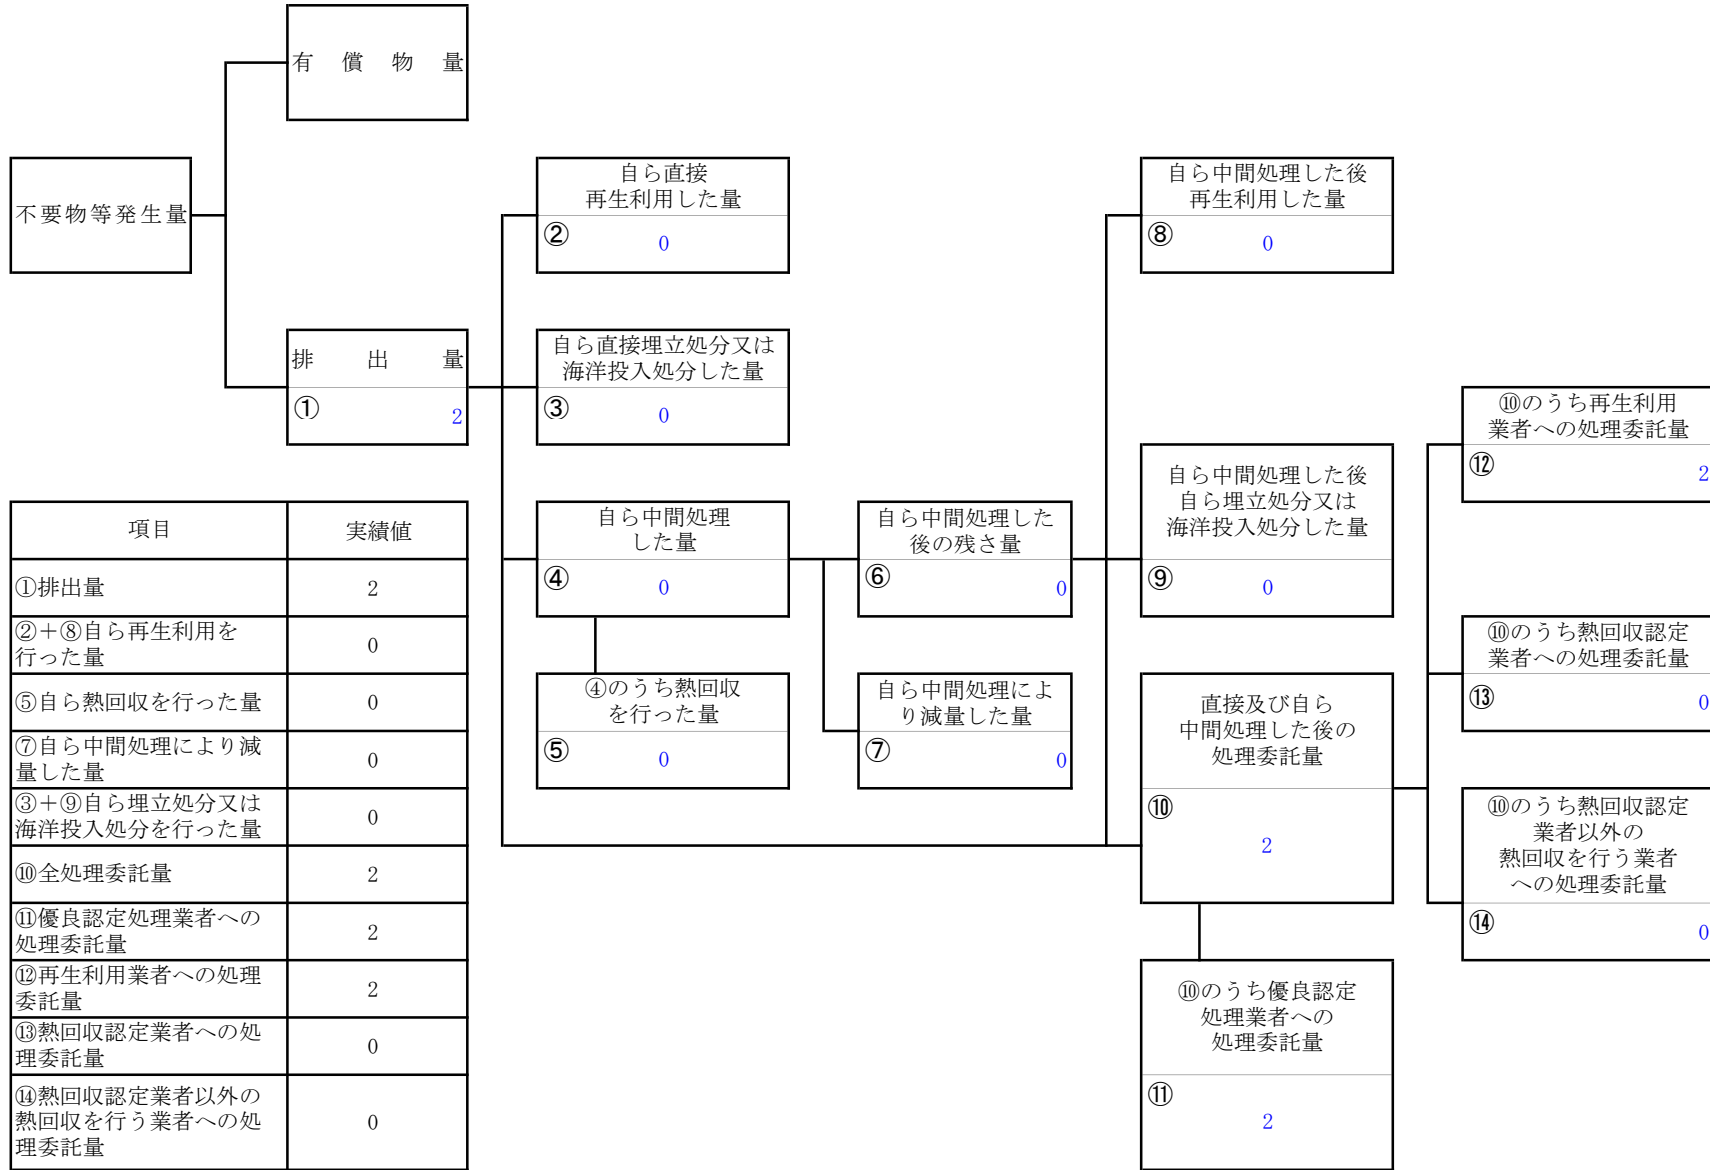 有償物量
不要物等発生量
排出量
①
2
自ら直接
再生利用した量
②
0
自ら直接埋立処分又は
海洋投入処分した量
③
0
自ら中間処理
した量
④
0
④のうち熱回収
を行った量
⑤
0
自ら中間処理した
後の残さ量
⑥
0
自ら中間処理によ
り減量した量
⑦
0
自ら中間処理した後
再生利用した量
⑧
0
自ら中間処理した後
自ら埋立処分又は
海洋投入処分した量
⑨
0
直接及び自ら
中間処理した後の
処理委託量
⑩
2
⑩のうち優良認定
処理業者への
処理委託量
⑪
2
⑩のうち再生利用
業者への処理委託量
⑫
2
⑩のうち熱回収認定
業者への処理委託量
⑬
0
⑩のうち熱回収認定
業者以外の
熱回収を行う業者
への処理委託量
⑭
0
項目 実績値
①排出量 2
②+⑧自ら再生利用を
行った量 0
⑤自ら熱回収を行った量 0
⑦自ら中間処理により減
量した量 0
③+⑨自ら埋立処分又は
海洋投入処分を行った量 0
⑩全処理委託量 2
⑪優良認定処理業者への
処理委託量 2
⑫再生利用業者への処理
委託量 2
⑬熱回収認定業者への処
理委託量 0
⑭熱回収認定業者以外の
熱回収を行う業者への処
理委託量 0